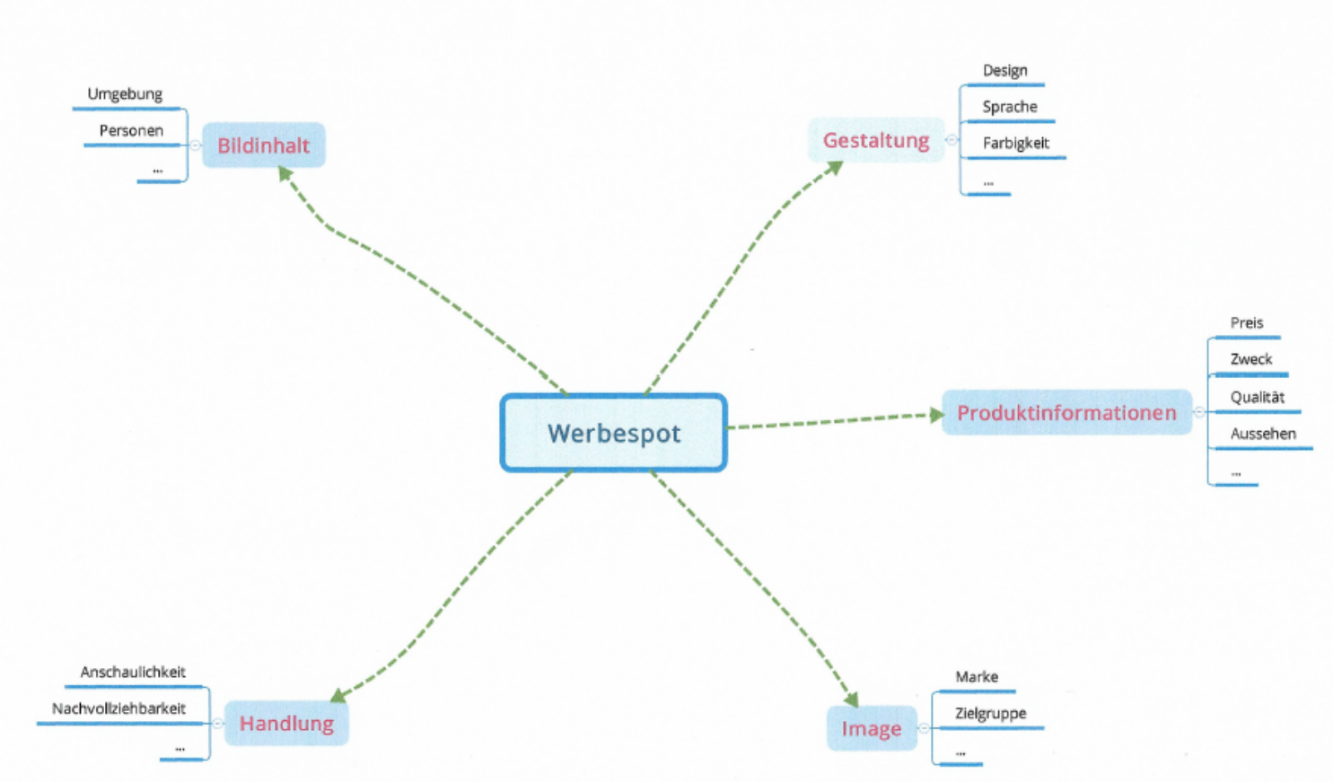 Umgebung
Personen
...
Bildinhalt
Gestaltung
Design
Sprache
Farbigkeit
...
Werbespot
Produktinformationen
Preis
Zweck
Qualität
Aussehen
...
Anschaulichkeit
Nachvollziehbarkeit
...
Handlung
Image
Marke
Zielgruppe
...